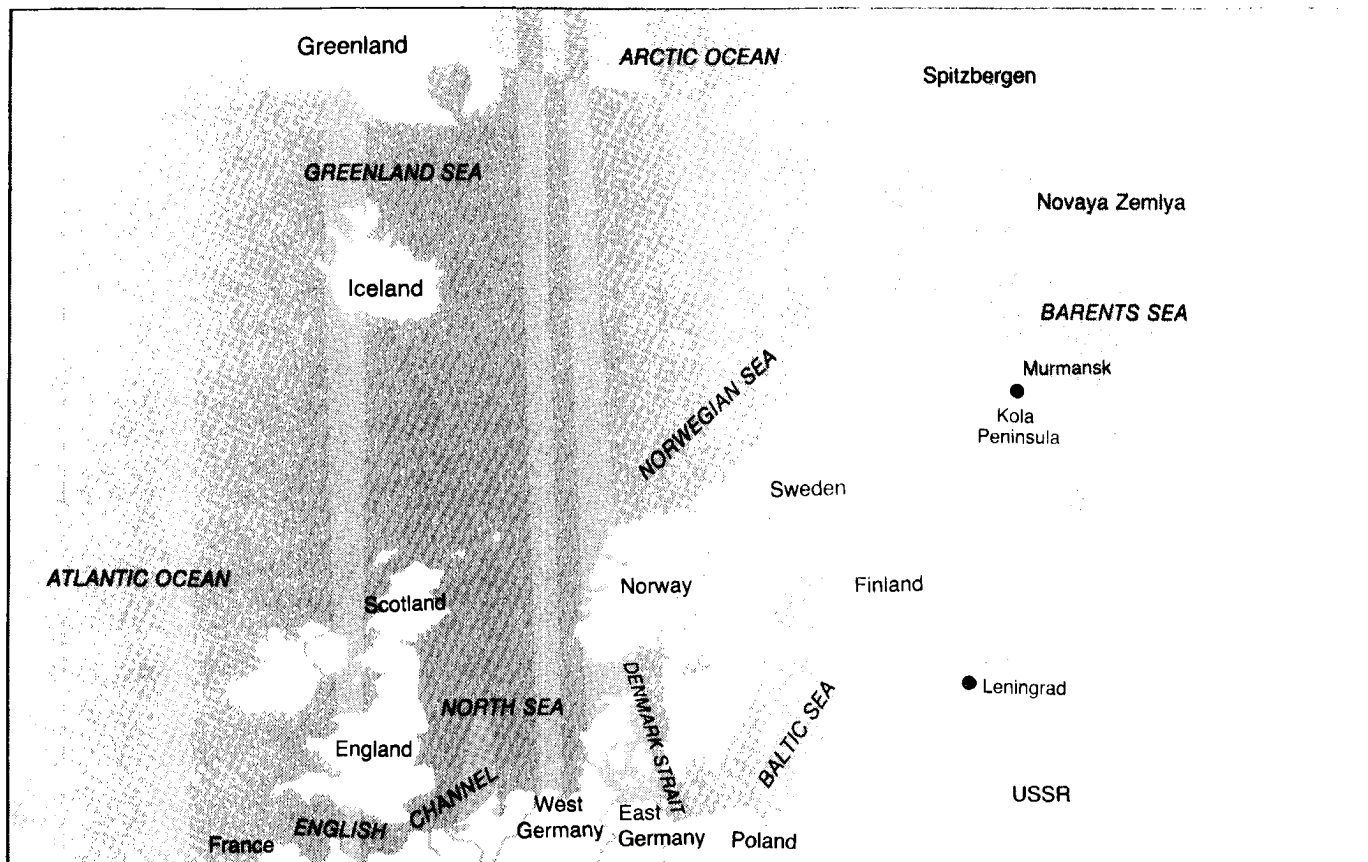 Greenland
ARCTIC OCEAN
Spitzbergen
GREENLAND SEA
Novaya Zemlya
Iceland
BARENTS SEA
Murmansk
Kola
Peninsula
NORWEGIAN SEA
Sweden
ATLANTIC OCEAN
Scotland
Norway
Finland
Leningrad
DENMARK STRAIT
BALTIC SEA
NORTH SEA
England
USSR
ENGLISH CHANNEL
West
Germany
East
Germany
Poland
France